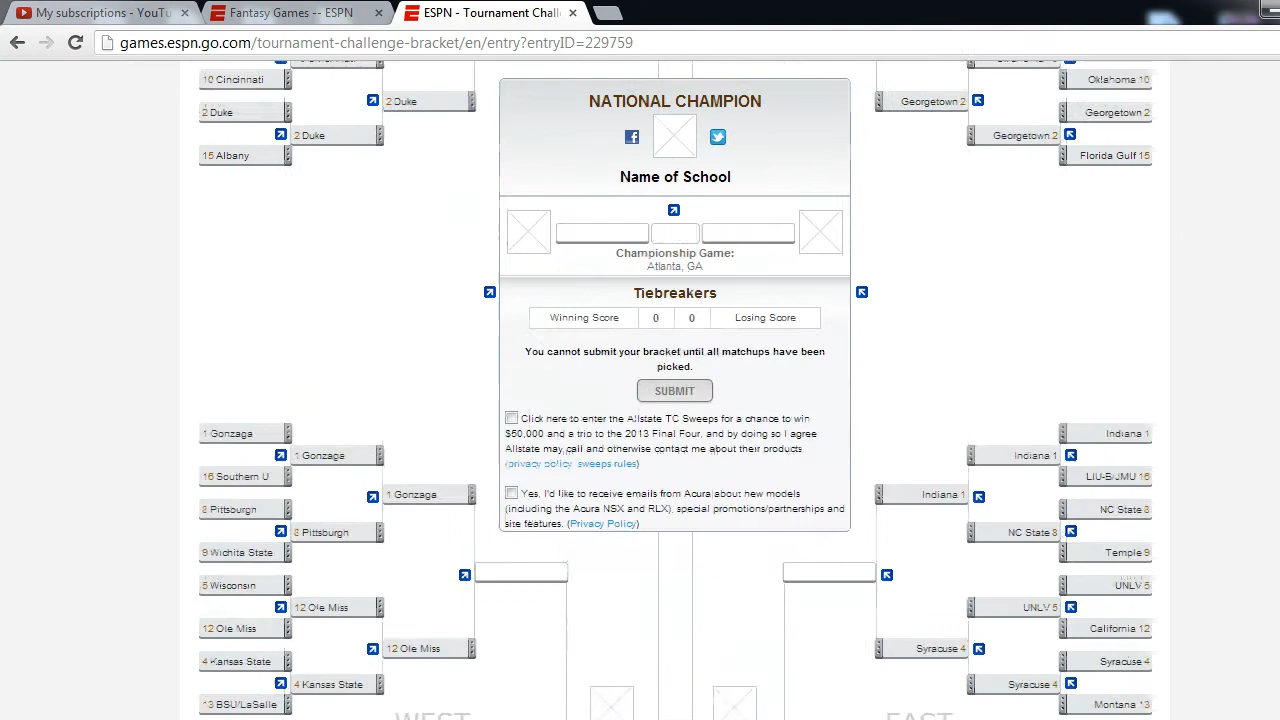 My subscriptions - YouTu
Fantasy Games -- ESPN
ESPN - Tournament Chall
games.espn.go.com/tournament-challenge-bracket/en/entry?entryID=229759
10 Cincinnati
2 Duke
2 Duke
2 Duke
15 Albany
NATIONAL CHAMPION
Name of School
Championship Game:
Atlanta, GA
Tiebreakers
Winning Score 0 0 Losing Score
You cannot submit your bracket until all matchups have been
picked.
SUBMIT
Click here to enter the Allstate TC Sweeps for a chance to win
$50,000 and a trip to the 2013 Final Four, and by doing so I agree
Allstate may call and otherwise contact me about their products
(privacy policy sweeps rules)
Yes, I'd like to receive emails from Acura about new models
(including the Acura NSX and RLX), special promotions/partnerships and
site features. (Privacy Policy)
Oklahoma 10
Georgetown 2
Georgetown 2
Georgetown 2
Florida Gulf 15
1 Gonzaga
1 Gonzaga
16 Southern U
1 Gonzaga
8 Pittsburgh
8 Pittsburgh
9 Wichita State
5 Wisconsin
12 Ole Miss
12 Ole Miss
12 Ole Miss
4 Kansas State
4 Kansas State
13 BSU/LaSalle
WEST
Indiana 1
Indiana 1
LIU-B/JMU 16
Indiana 1
NC State 8
NC State 8
Temple 9
UNLV 5
UNLV 5
California 12
Syracuse 4
Syracuse 4
Syracuse 4
Montana 13
EAST